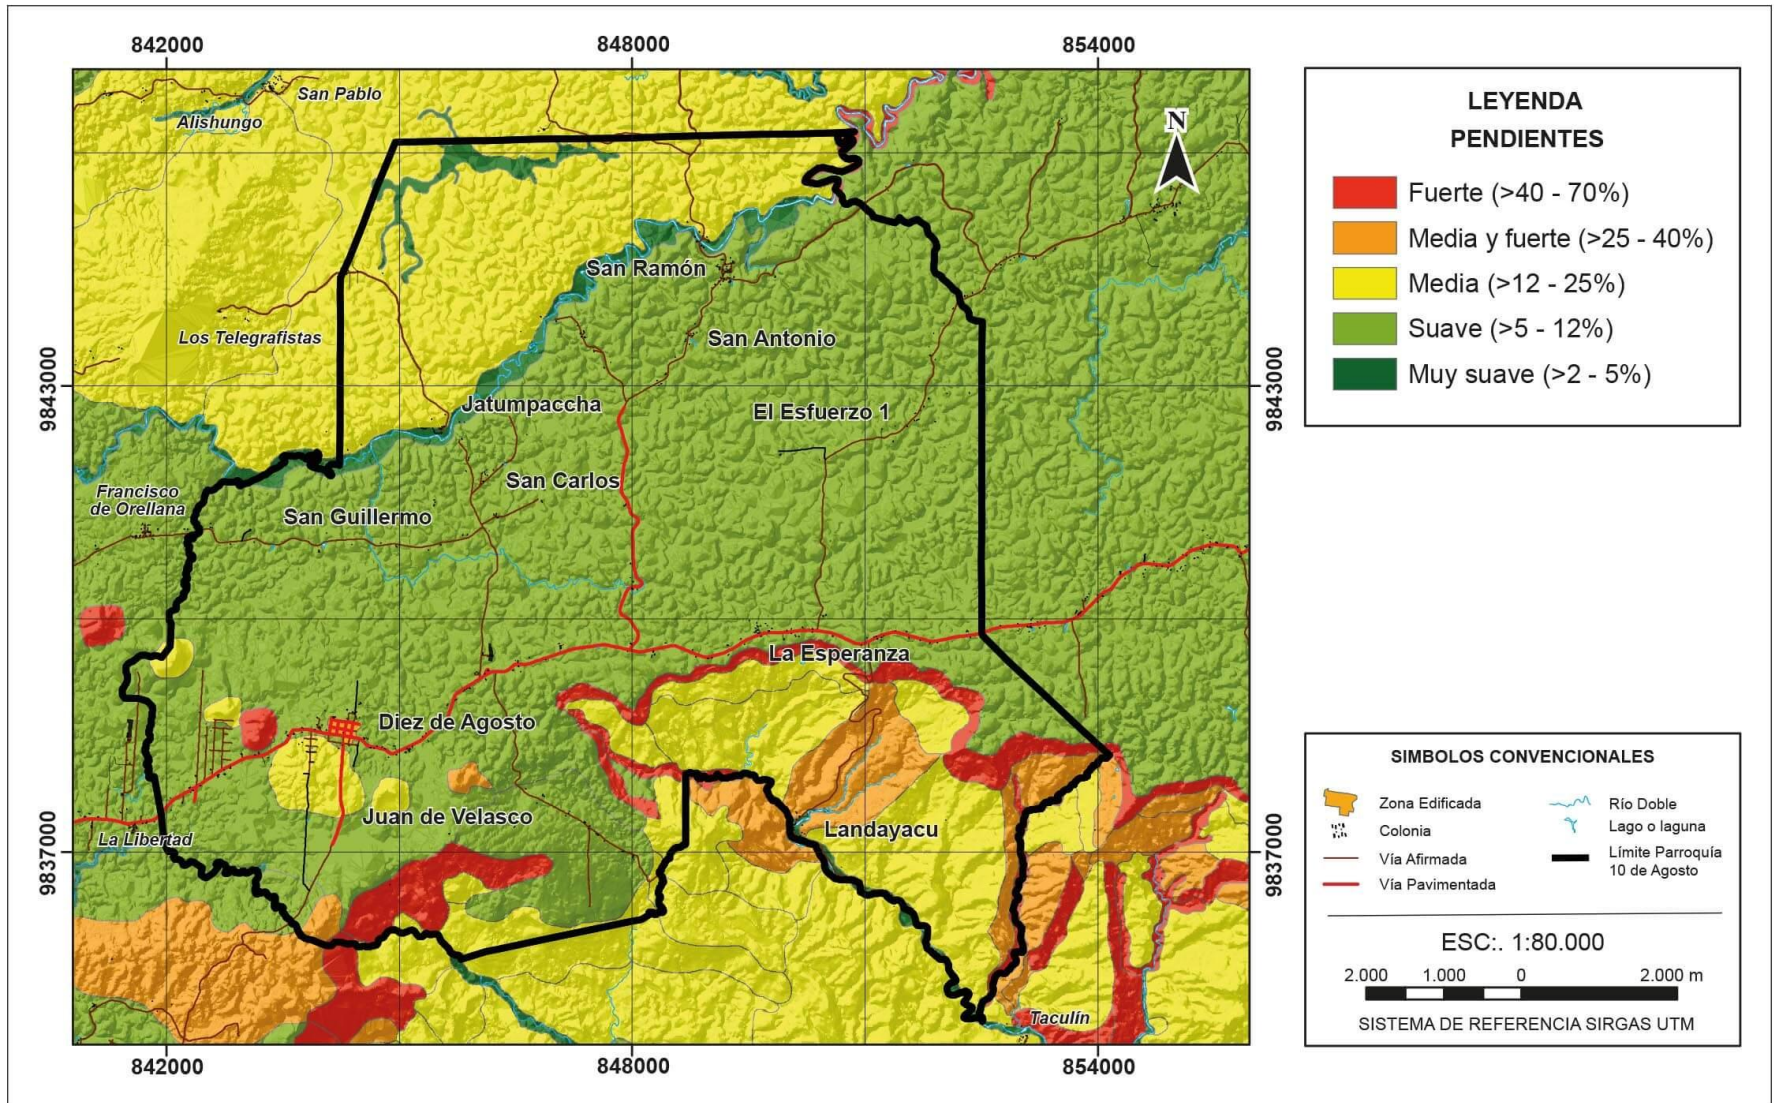 842000
848000
854000
San Pablo
Alishungo
San Ramón
Los Telegrafistas
San Antonio
9843000
9843000
Jatumpaccha
El Esfuerzo 1
San Carlos
Francisco
de Orellana
San Guillermo
La Esperanza
Diez de Agosto
Juan de Velasco
Landayacu
La Libertad
9837000
9837000
Taculín
842000
848000
854000
N
LEYENDA
PENDIENTES
Fuerte (>40 - 70%)
Media y fuerte (>25 - 40%)
Media (>12 - 25%)
Suave (>5 - 12%)
Muy suave (>2 - 5%)
SIMBOLOS CONVENCIONALES
Zona Edificada
Colonia
Vía Afirmada
Vía Pavimentada
Río Doble
Lago o laguna
Límite Parroquía
10 de Agosto
ESC:. 1:80.000
2.000 1.000 0 2.000 m
SISTEMA DE REFERENCIA SIRGAS UTM